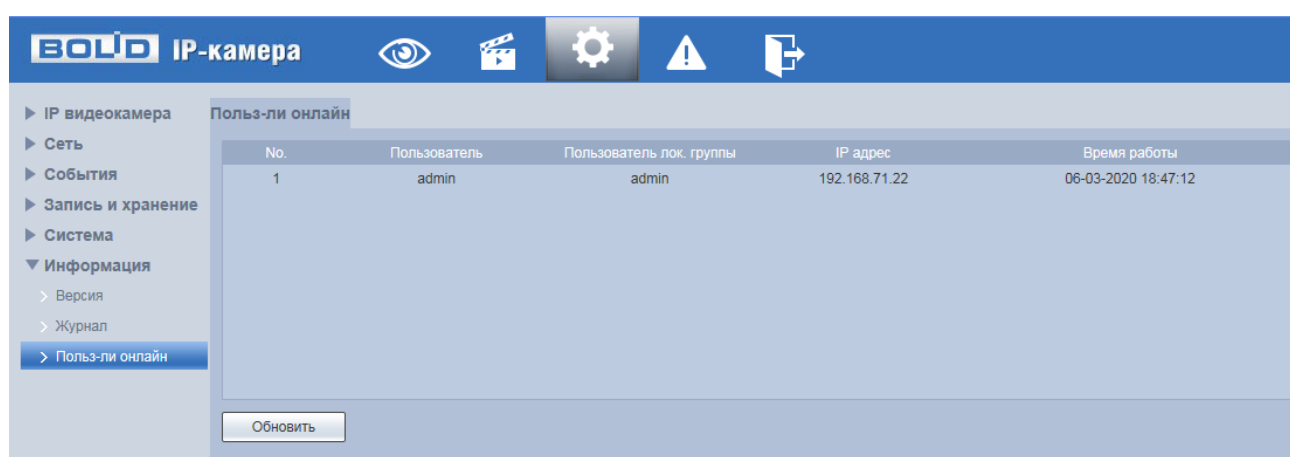 BOLID IP-камера
IP видеокамера
Сеть
События
Запись и хранение
Система
Информация
Версия
Журнал
Польз-ли онлайн
Польз-ли онлайн
No. Пользователь Пользователь лок. группы IP адрес Время работы
1 admin admin 192.168.71.22 06-03-2020 18:47:12
Обновить